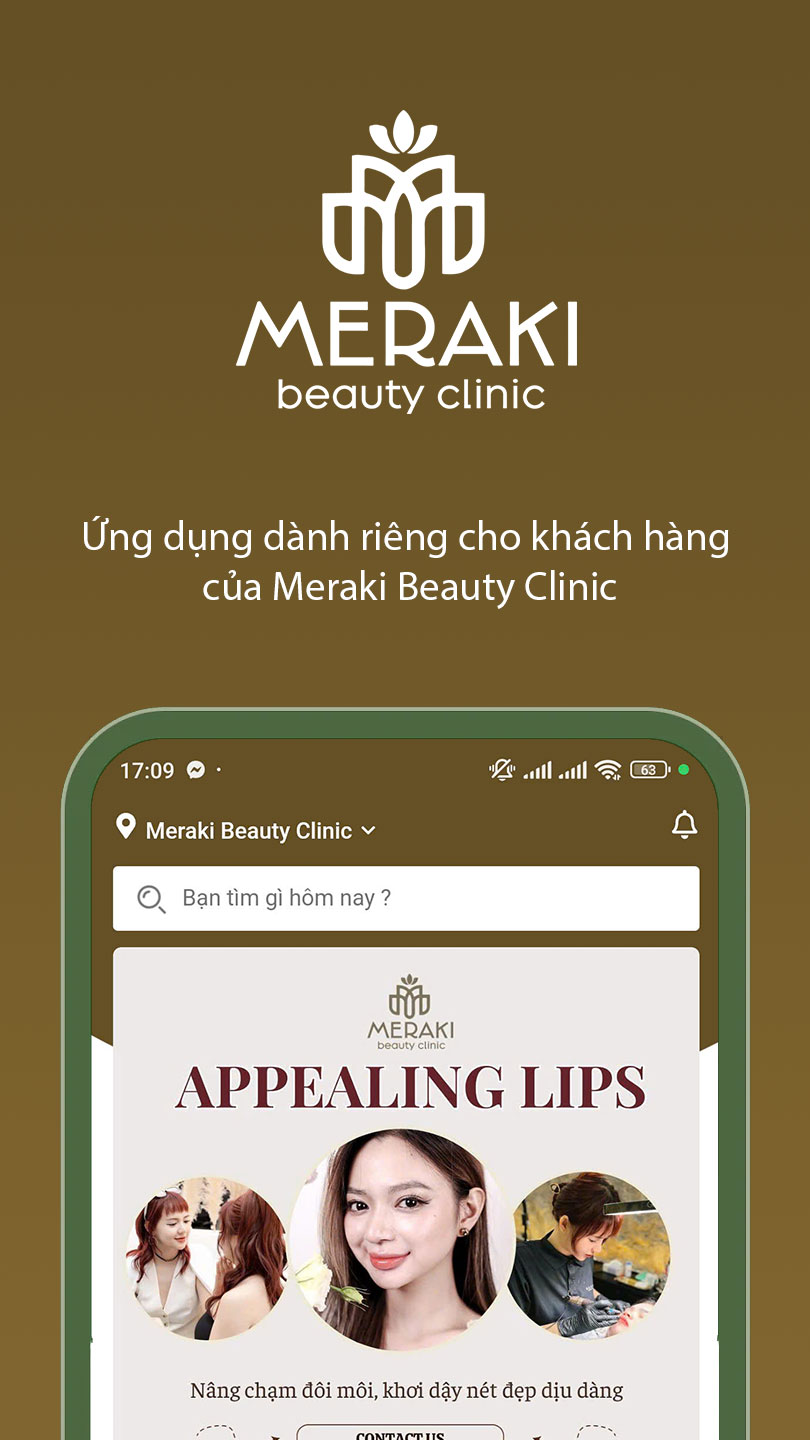 MERAKI
beauty clinic
Ứng dụng dành riêng cho khách hàng
của Meraki Beauty Clinic
17:09
63
Meraki Beauty Clinic
Bạn tìm gì hôm nay ?
MERAKI
beauty clinic
APPEALING LIPS
Nâng chạm đôi môi, khơi dậy nét đẹp dịu dàng
CONTACT US